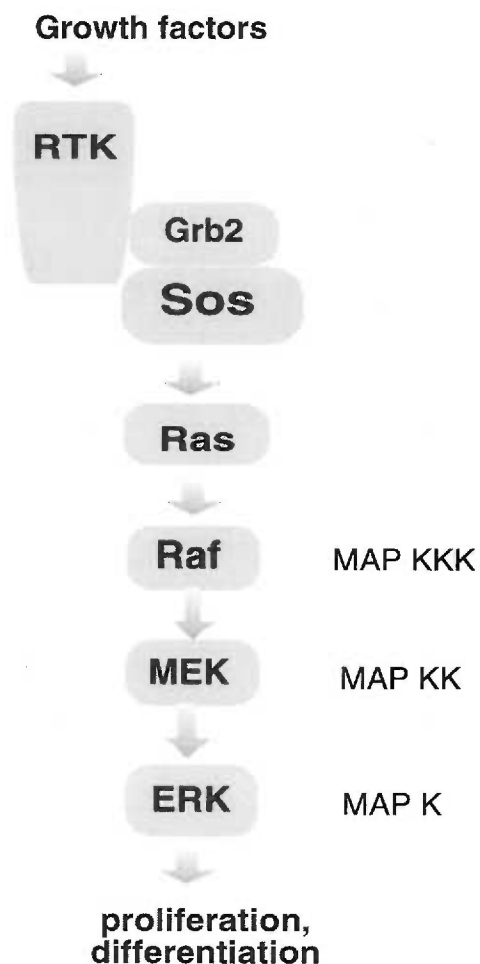 Growth factors
RTK
Grb2
Sos
Ras
Raf MAP KKK
MEK MAP KK
ERK MAP K
proliferation,
differentiation